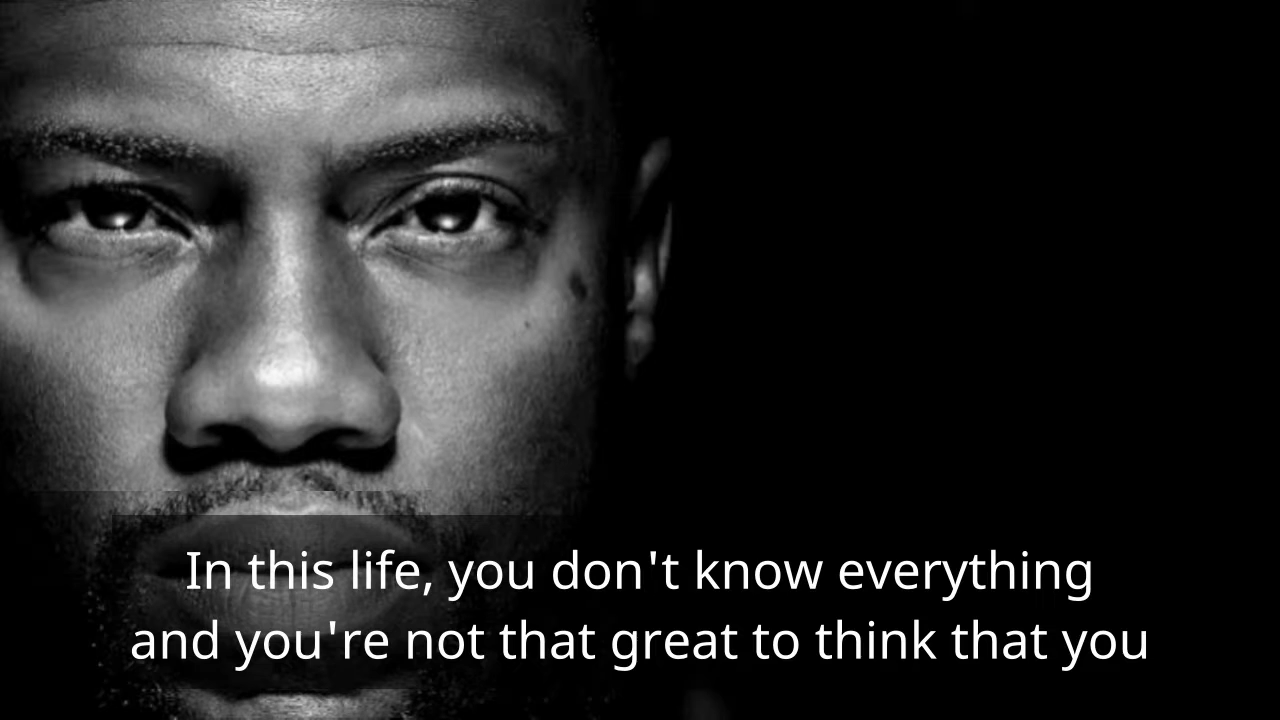 In this life, you don't know everything
and you're not that great to think that you